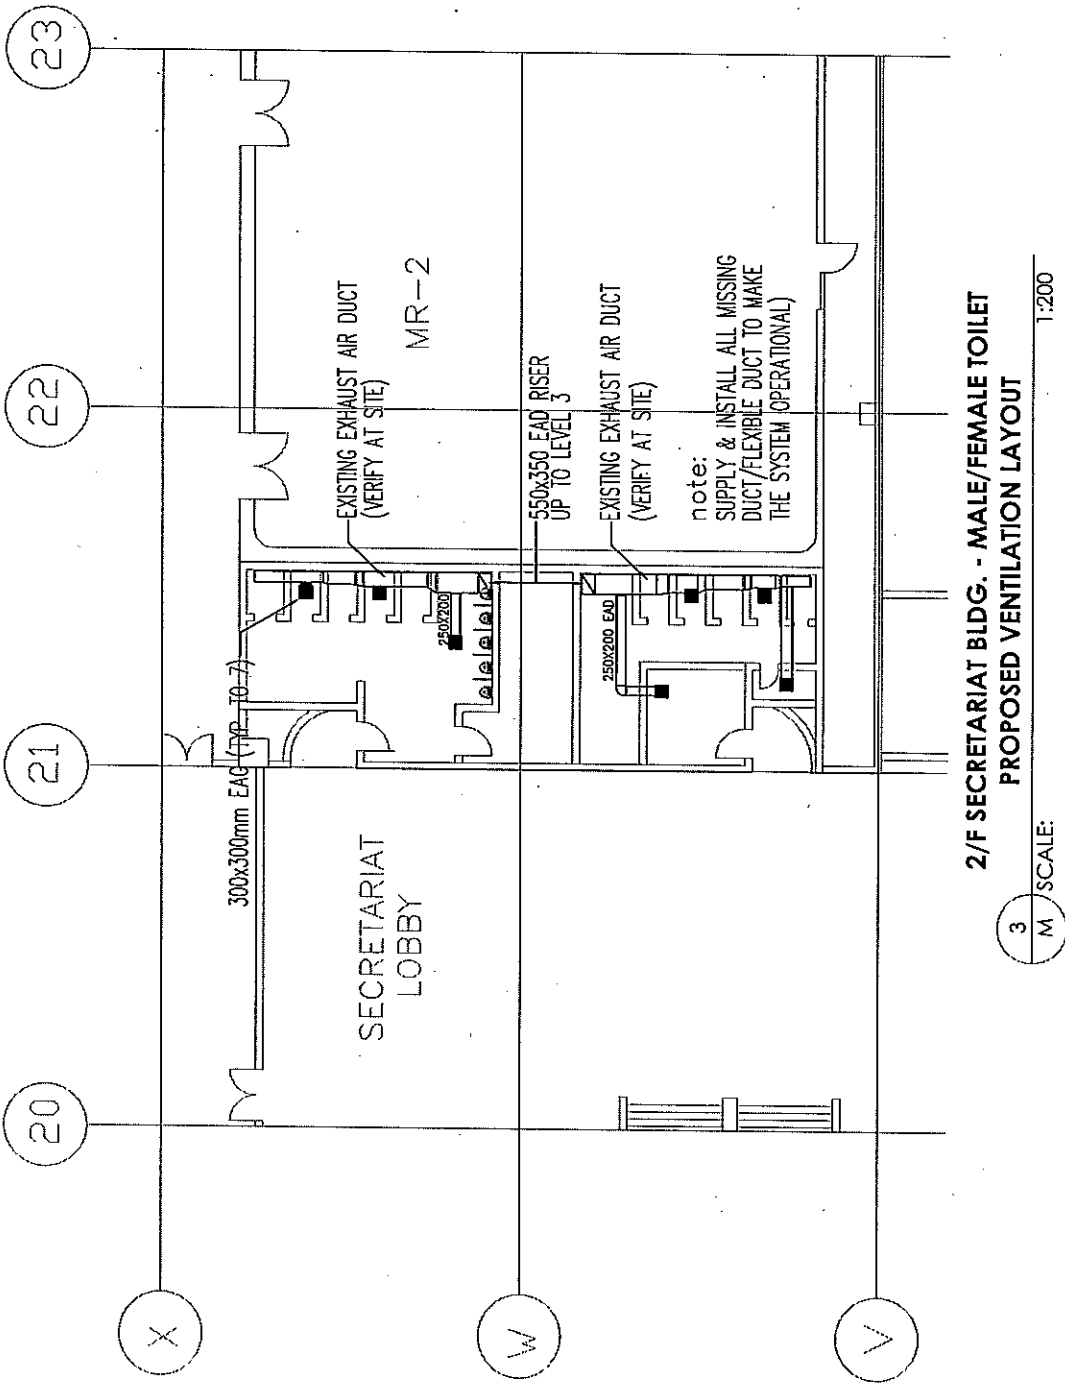 23
22
21
20
X
W
V
300x300mm EAG (TYP. TO 7)
EXISTING EXHAUST AIR DUCT
(VERIFY AT SITE)
MR-2
250X200
550x350 EAD RISER
UP TO LEVEL 3
EXISTING EXHAUST AIR DUCT
(VERIFY AT SITE)
250X200 EAD
note:
SUPPLY & INSTALL ALL MISSING
DUCT/FLEXIBLE DUCT TO MAKE
THE SYSTEM OPERATIONAL)
SECRETARIAT
LOBBY
2/F SECRETARIAT BLDG. - MALE/FEMALE TOILET
PROPOSED VENTILATION LAYOUT
3
M
SCALE:
1:200